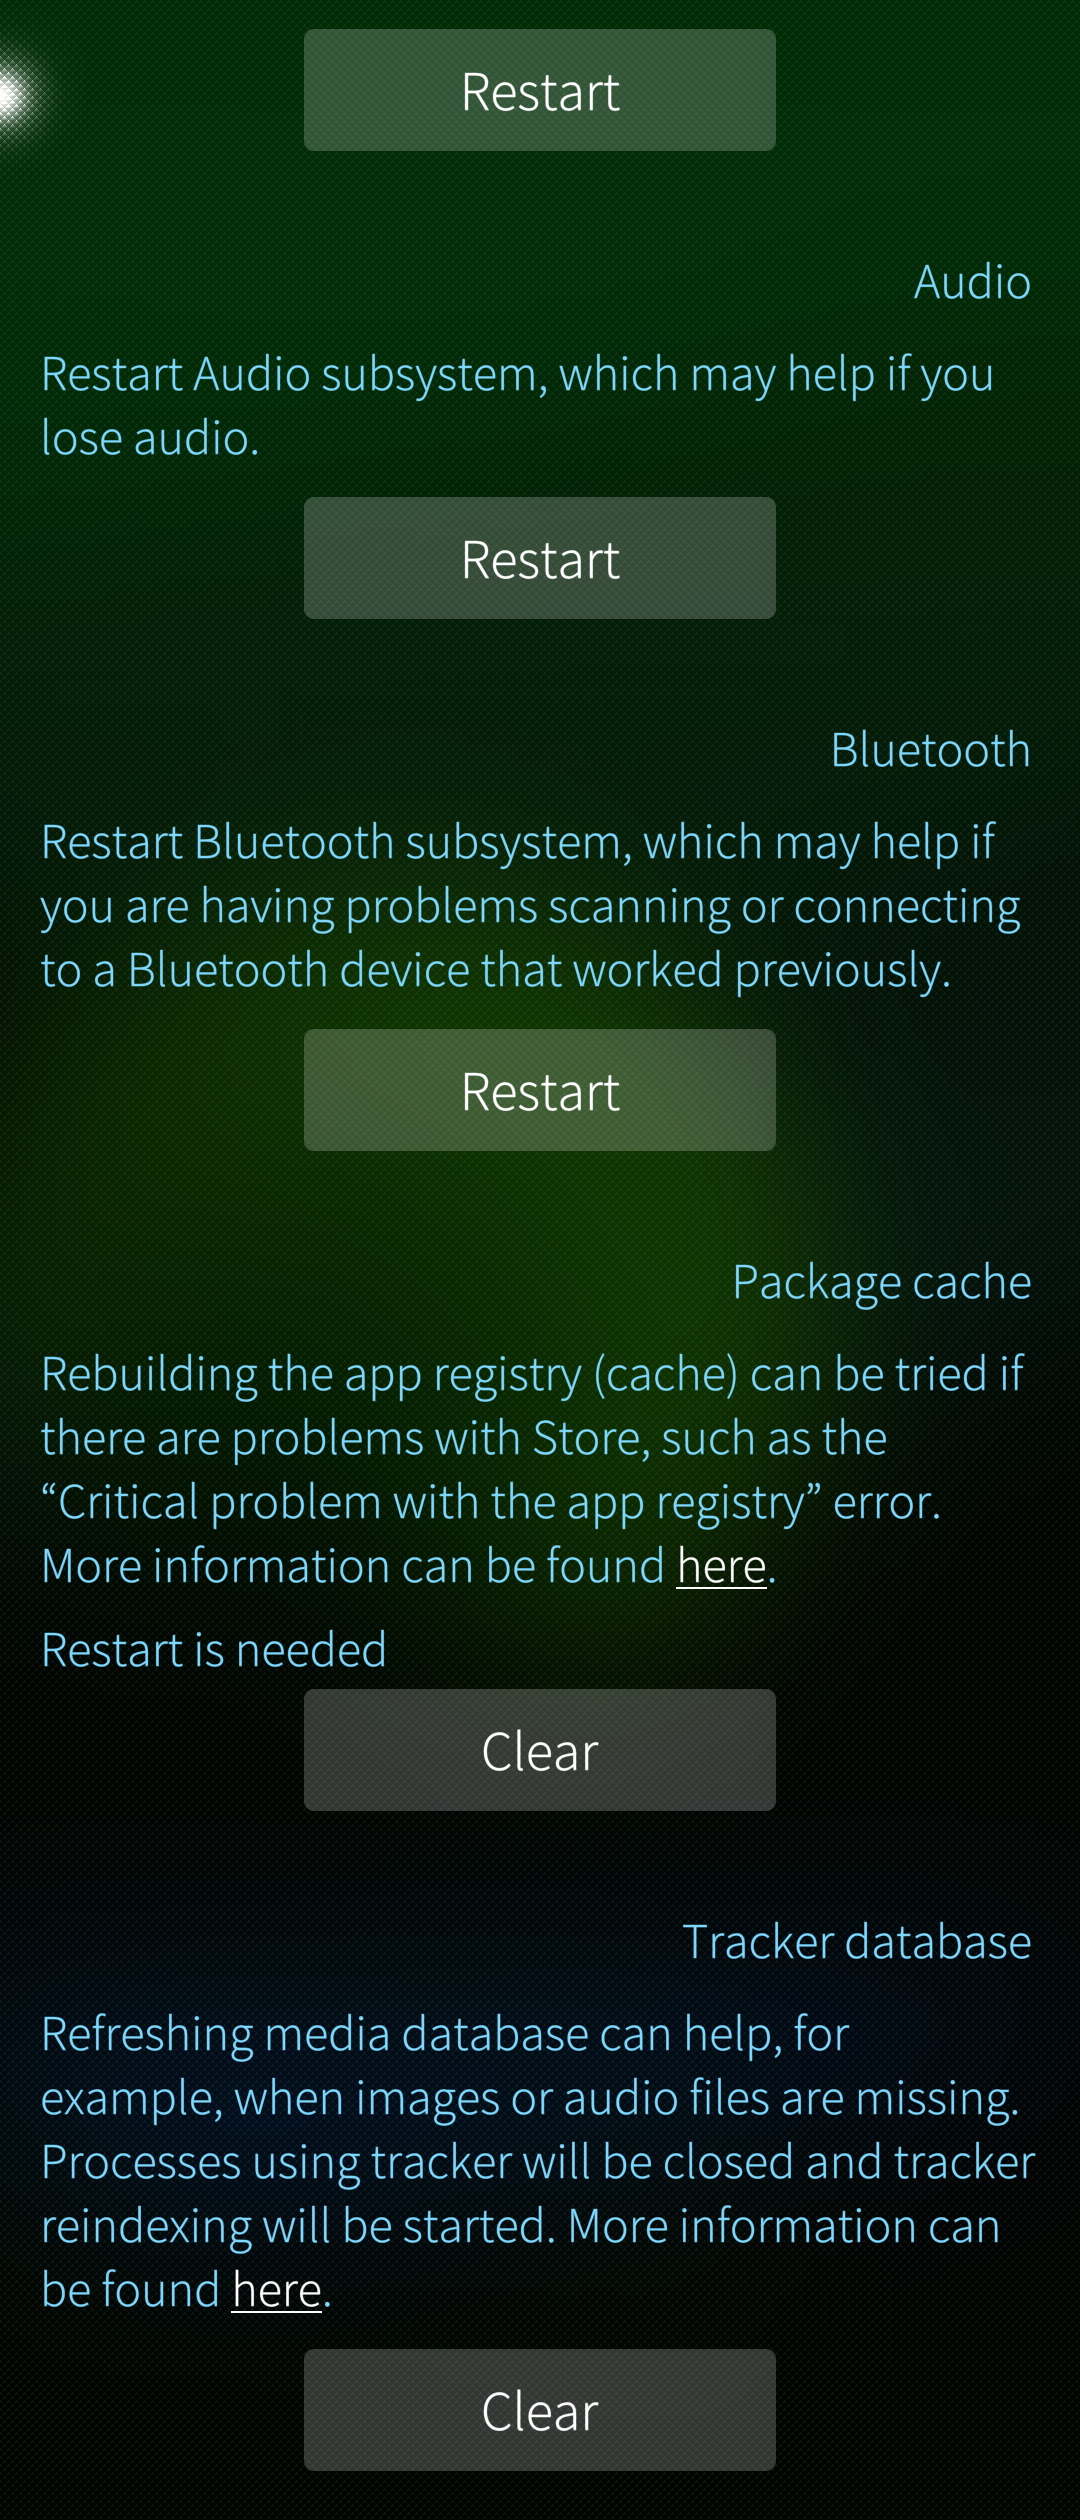 Restart
Audio
Restart Audio subsystem, which may help if you
lose audio.
Restart
Bluetooth
Restart Bluetooth subsystem, which may help if
you are having problems scanning or connecting
to a Bluetooth device that worked previously.
Restart
Package cache
Rebuilding the app registry (cache) can be tried if
there are problems with Store, such as the
“Critical problem with the app registry” error.
More information can be found here.
Restart is needed
Clear
Tracker database
Refreshing media database can help, for
example, when images or audio files are missing.
Processes using tracker will be closed and tracker
reindexing will be started. More information can
be found here.
Clear